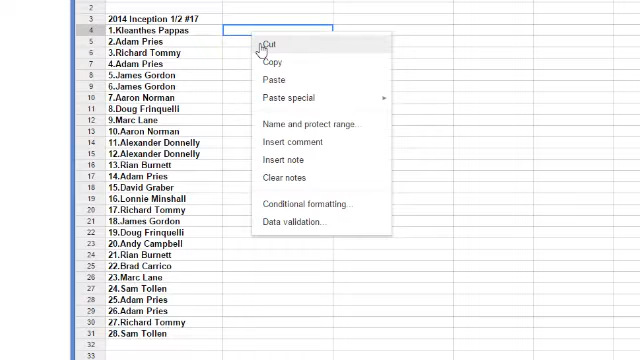 2
3 2014 Inception 1/2 #17
4 1.Kleanthes Pappas
5 2.Adam Pries
6 3.Richard Tommy
7 4.Adam Pries
8 5.James Gordon
9 6.James Gordon
10 7.Aaron Norman
11 8.Doug Frinquelli
12 9.Marc Lane
13 10.Aaron Norman
14 11.Alexander Donnelly
15 12.Alexander Donnelly
16 13.Rian Burnett
17 14.Adam Pries
18 15.David Graber
19 16.Lonnie Minshall
20 17.Richard Tommy
21 18.James Gordon
22 19.Doug Frinquelli
23 20.Andy Campbell
24 21.Rian Burnett
25 22.Brad Carrico
26 23.Marc Lane
27 24.Sam Tollen
28 25.Adam Pries
29 26.Adam Pries
30 27.Richard Tommy
31 28.Sam Tollen
32
33
Cut
Copy
Paste
Paste special
Name and protect range...
Insert comment
Insert note
Clear notes
Conditional formatting...
Data validation...